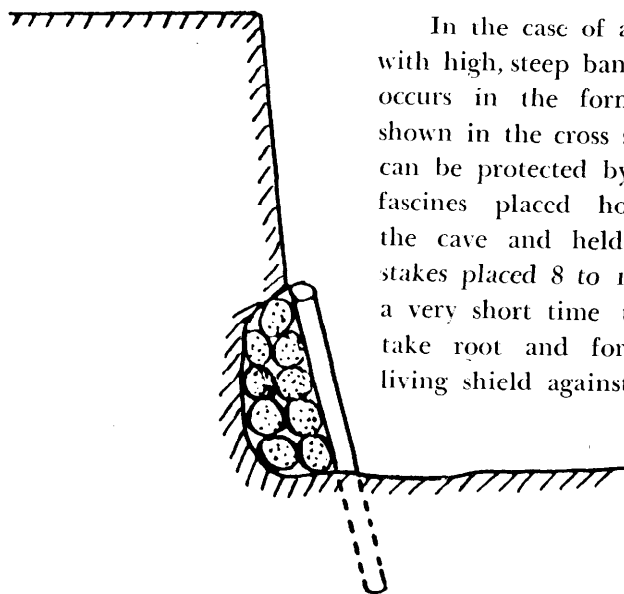 In the case of a
with high, steep ban
occurs in the forn
shown in the cross s
can be protected by
fascines placed ho
the cave and held
stakes placed 8 to
a very short time
take root and for
living shield against